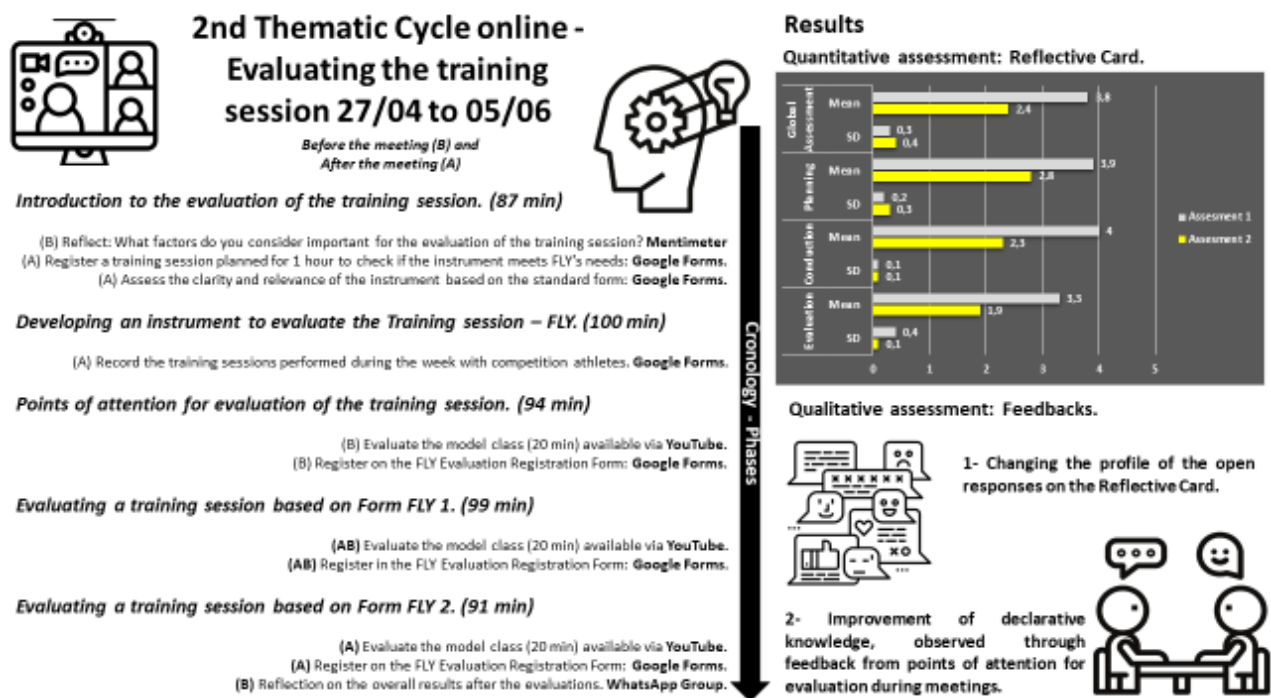 2nd Thematic Cycle online -
Evaluating the training
session 27/04 to 05/06
Before the meeting (B) and
After the meeting (A)
Introduction to the evaluation of the training session. (87 min)
(B) Reflect: What factors do you consider important for the evaluation of the training session? Mentimeter
(A) Register a training session planned for 1 hour to check if the instrument meets FLY's needs: Google Forms.
(A) Assess the clarity and relevance of the instrument based on the standard form: Google Forms.
Developing an instrument to evaluate the Training session – FLY. (100 min)
(A) Record the training sessions performed during the week with competition athletes. Google Forms.
Points of attention for evaluation of the training session. (94 min)
(B) Evaluate the model class (20 min) available via YouTube.
(B) Register on the FLY Evaluation Registration Form: Google Forms.
Evaluating a training session based on Form FLY 1. (99 min)
(AB) Evaluate the model class (20 min) available via YouTube.
(AB) Register in the FLY Evaluation Registration Form: Google Forms.
Evaluating a training session based on Form FLY 2. (91 min)
(A) Evaluate the model class (20 min) available via YouTube.
(A) Register on the FLY Evaluation Registration Form: Google Forms.
(B) Reflection on the overall results after the evaluations. WhatsApp Group.
Cronology - Phases
Results
Quantitative assessment: Reflective Card.
Global
Assessment
Mean
3,8
2,4
SD
0,3
0,4
Planning
Mean
3,9
2,8
SD
0,2
0,3
Conduction
Mean
4
2,3
SD
0,1
0,1
Evaluation
Mean
3,3
1,9
SD
0,4
0,1
0 1 2 3 4 5
Assesment 1
Assesment 2
Qualitative assessment: Feedbacks.
1- Changing the profile of the open
responses on the Reflective Card.
2- Improvement of declarative
knowledge, observed through
feedback from points of attention for
evaluation during meetings.